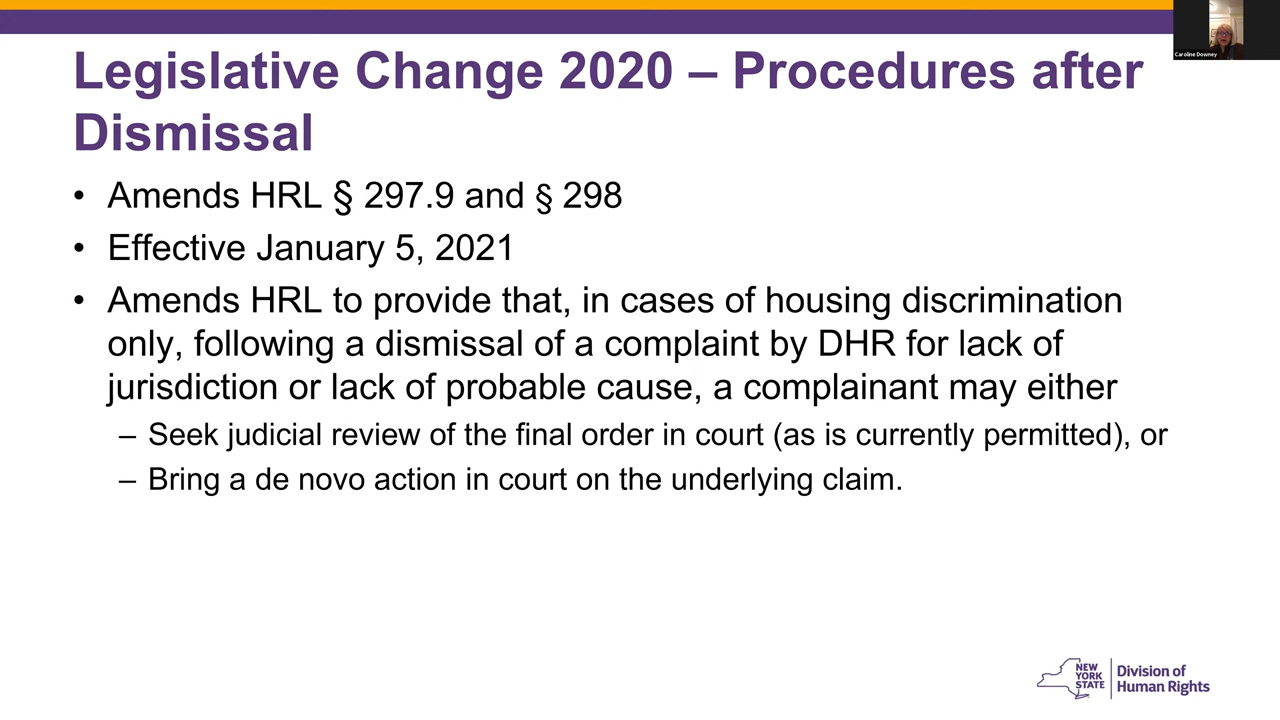 Caroline Downey
Legislative Change 2020 – Procedures after
Dismissal
• Amends HRL § 297.9 and § 298
• Effective January 5, 2021
• Amends HRL to provide that, in cases of housing discrimination
only, following a dismissal of a complaint by DHR for lack of
jurisdiction or lack of probable cause, a complainant may either
– Seek judicial review of the final order in court (as is currently permitted), or
– Bring a de novo action in court on the underlying claim.
NEW
YORK
STATE
Division of
Human Rights